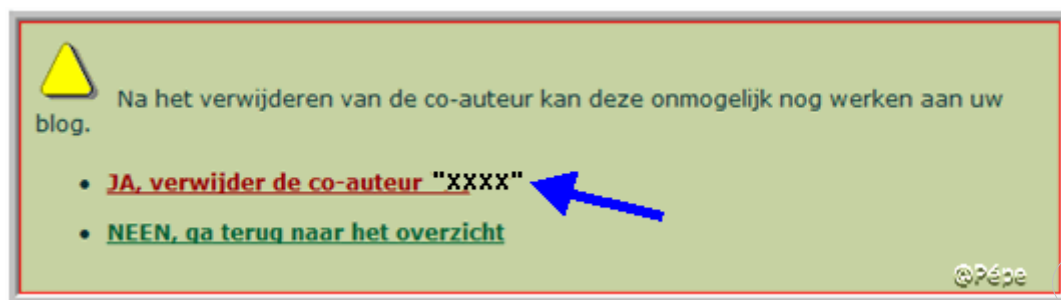 Na het verwijderen van de co-auteur kan deze onmogelijk nog werken aan uw
blog.
• JA, verwijder de co-auteur "XXXX"
• NEEN, ga terug naar het overzicht
@Pépe